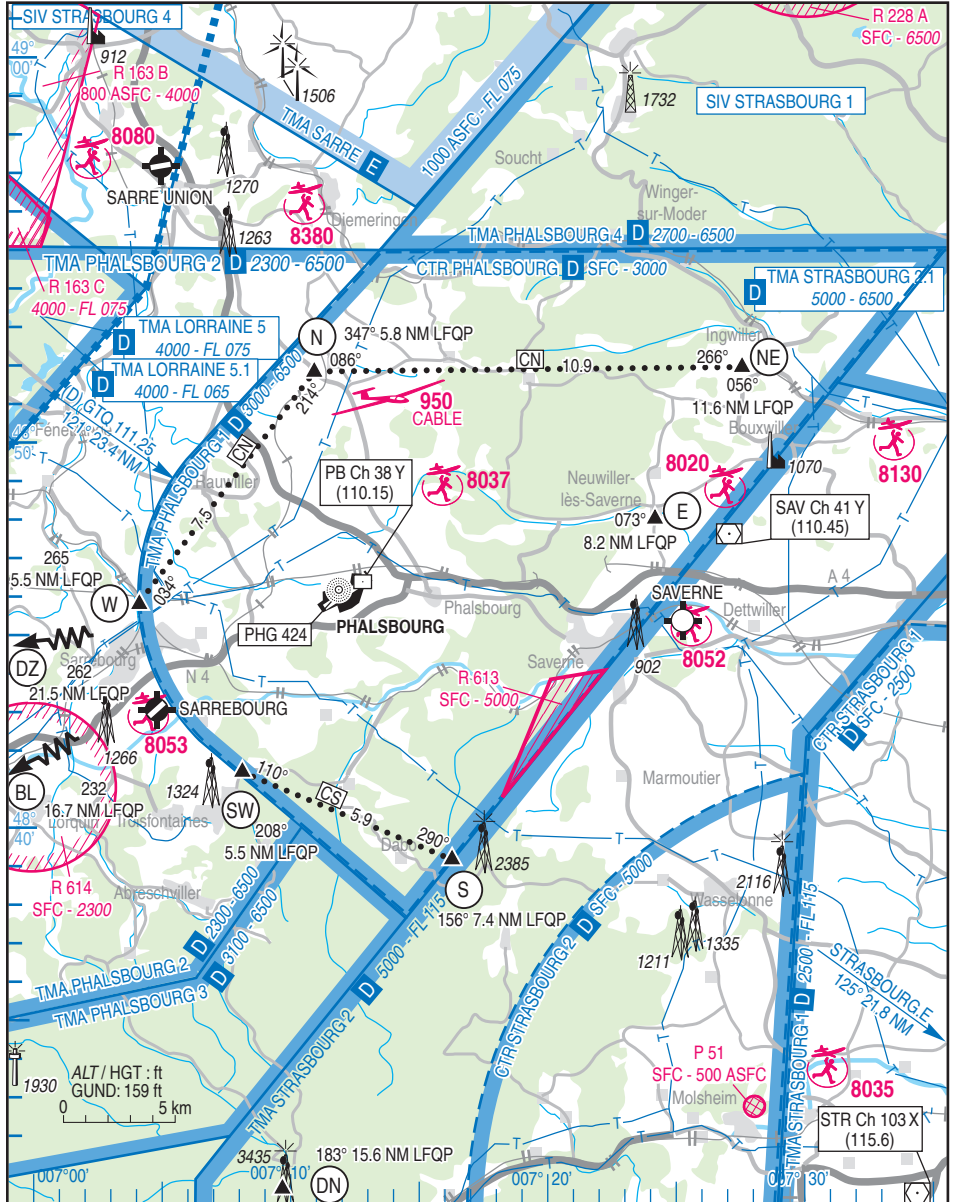 SIV STRASBOURG 4
912
R 163 B
800 ASFC - 4000
49°
00'
1506
TMA SARRE E
1000 ASFC - FL 075
1732
R 228 A
SFC - 6500
SIV STRASBOURG 1
8080
SARRE UNION
1270
1263
8380
Diemering
Soucht
Winger-
sur-Moder
TMA PHALSBOURG 2 D 2300 - 6500
TMA PHALSBOURG 4 D 2700 - 6500
CTR PHALSBOURG D SFC - 3000
R 163 C
4000 - FL 075
TMA STRASBOURG 2.1
D 5000 - 6500
TMA LORRAINE 5
D 4000 - FL 075
TMA LORRAINE 5.1
D 4000 - FL 065
N
347° 5.8 NM LFQP
086°
CN
10.9
266°
NE
056°
11.6 NM LFQP
Ingwiller
Bouxwill
214°
CN
7.5
034°
950
CABLE
(D) GTQ 111.25
121° 23.4 NM
TMA PHALSBOURG 1 D 3000 - 6500
50'
Hauviller
PB Ch 38 Y
(110.15)
8037
Neuwiller-
lès-Saverne
8020
1070
8130
073°
E
8.2 NM LFQP
SAV Ch 41 Y
(110.45)
265
5.5 NM LFQP
W
A 4
PHG 424
PHALSBOURG
Phalsbourg
SAVERNE
Dettwiller
902
8052
Saverne
DZ
262
21.5 NM LFQP
Sarrebourg
N 4
SARREBOURG
8053
R 613
SFC - 5000
CTR STRASBOURG 1
D SFC - 2500
1266
BL
232
16.7 NM LFQP
Lorquin
1324
Troisfontaines
SW
208°
5.5 NM LFQP
110°
CS
5.9
290°
Dabo
S
156° 7.4 NM LFQP
2385
Marmoutier
48°
40'
R 614
SFC - 2300
Abreschviller
2116
Wasselonne
1211
1335
TMA PHALSBOURG 2 D 2300 - 6500
TMA PHALSBOURG 3 D 3100 - 6500
TMA STRASBOURG 2 D 5000 - FL 115
CTR STRASBOURG 2 D SFC - 5000
TMA STRASBOURG 1 D 2500 - FL 115
STRASBOURG E
125° 21.8 NM
1930
ALT / HGT : ft
GUND: 159 ft
0 5 km
P 51
SFC - 500 ASFC
Molsheim
8035
STR Ch 103 X
(115.6)
3435
183° 15.6 NM LFQP
DN
007° 00'
007° 10'
007° 20'
007° 30'